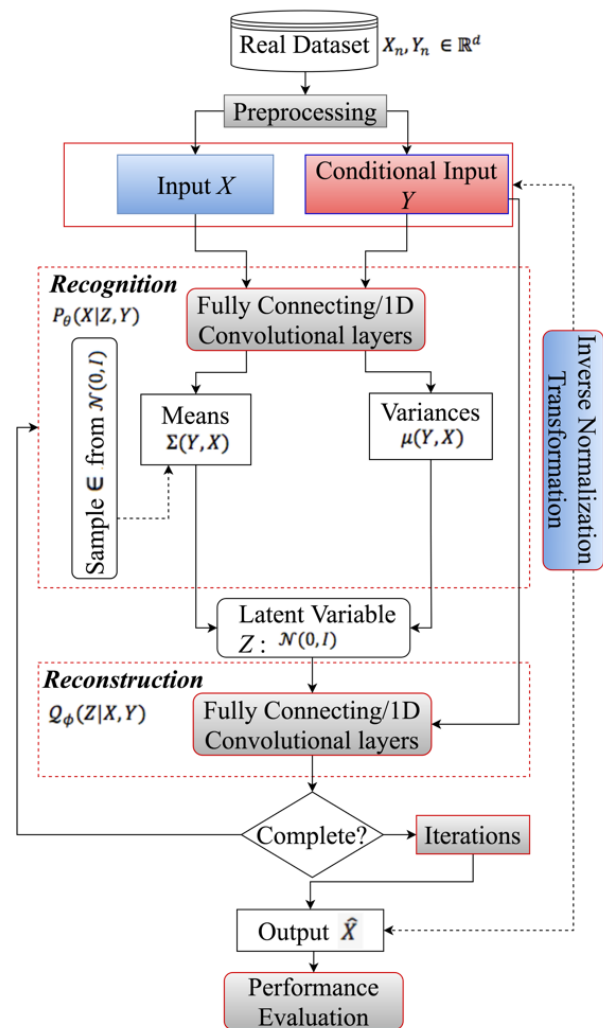 Real Dataset
X_n, Y_n ∈ ℝ^d
Preprocessing
Input X
Conditional Input
Y
Recognition
P_θ(X|Z,Y)
Fully Connecting/1D
Convolutional layers
Sample ∈ from 𝒩(0,I)
Means
Σ(Y,X)
Variances
μ(Y,X)
Inverse Normalization
Transformation
Latent Variable
Z : 𝒩(0,I)
Reconstruction
Q_ϕ(Z|X,Y)
Fully Connecting/1D
Convolutional layers
Complete?
Iterations
Output X̂
Performance
Evaluation